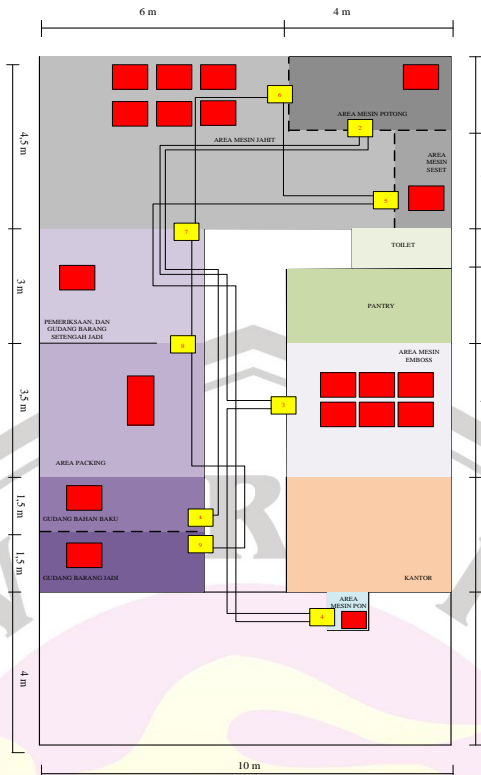 6 m
4 m
6
AREA MESIN POTONG
2
AREA MESIN JAHIT
AREA
MESIN
SESET
4,5 m
5
7
TOILET
3 m
PANTRY
PEMERIKSAAN, DAN
GUDANG BARANG
SETENGAH JADI
8
AREA MESIN
EMBOSS
3,5 m
3
AREA PACKING
1,5 m
GUDANG BAHAN BAKU
1
9
1,5 m
GUDANG BARANG JADI
KANTOR
AREA
MESIN PON
4
4 m
10 m